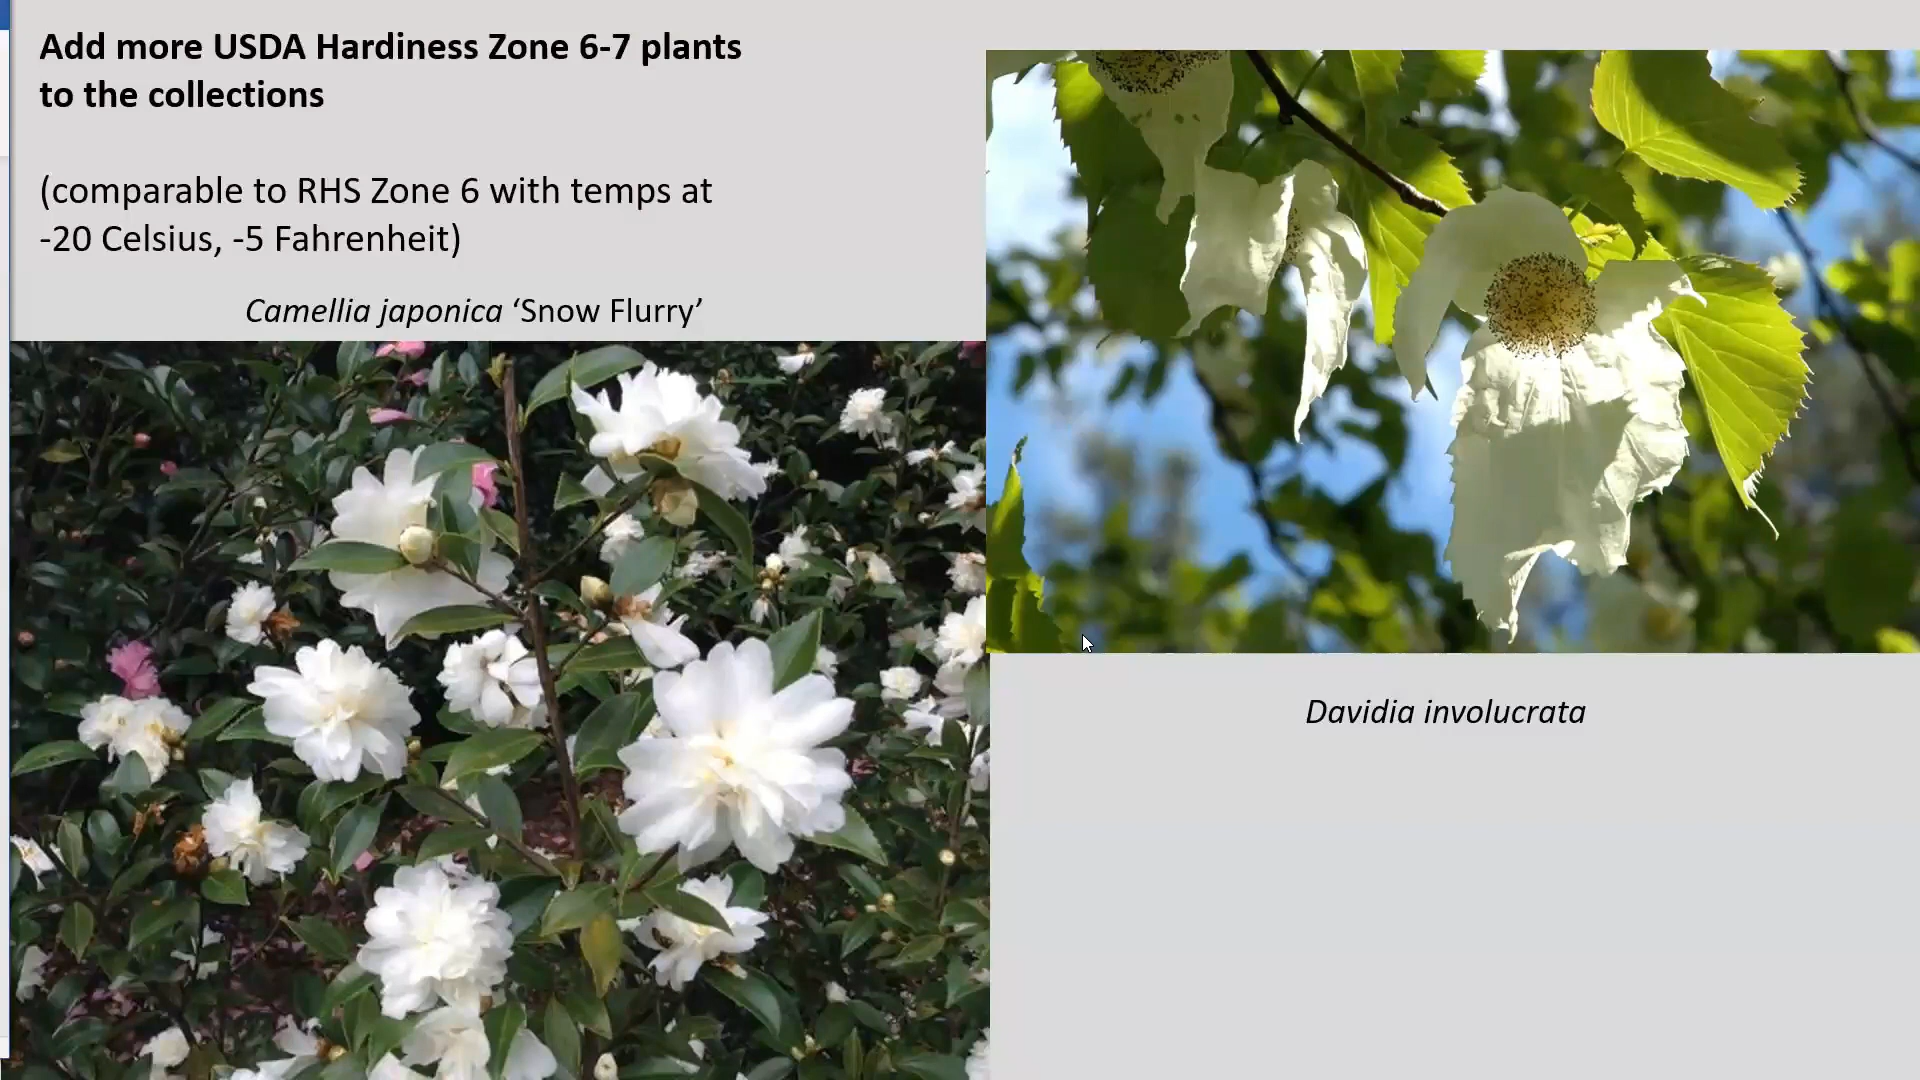 Add more USDA Hardiness Zone 6-7 plants
to the collections
(comparable to RHS Zone 6 with temps at
-20 Celsius, -5 Fahrenheit)
Camellia japonica ‘Snow Flurry’
Davidia involucrata